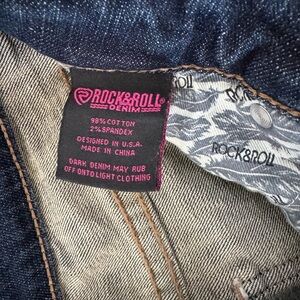 ROCK&ROLL
DENIM
98% COTTON
2% SPANDEX
DESIGNED IN U.S.A.
MADE IN CHINA
DARK DENIM MAY RUB
OFF ONTO LIGHT CLOTHING
ROCK&ROLL